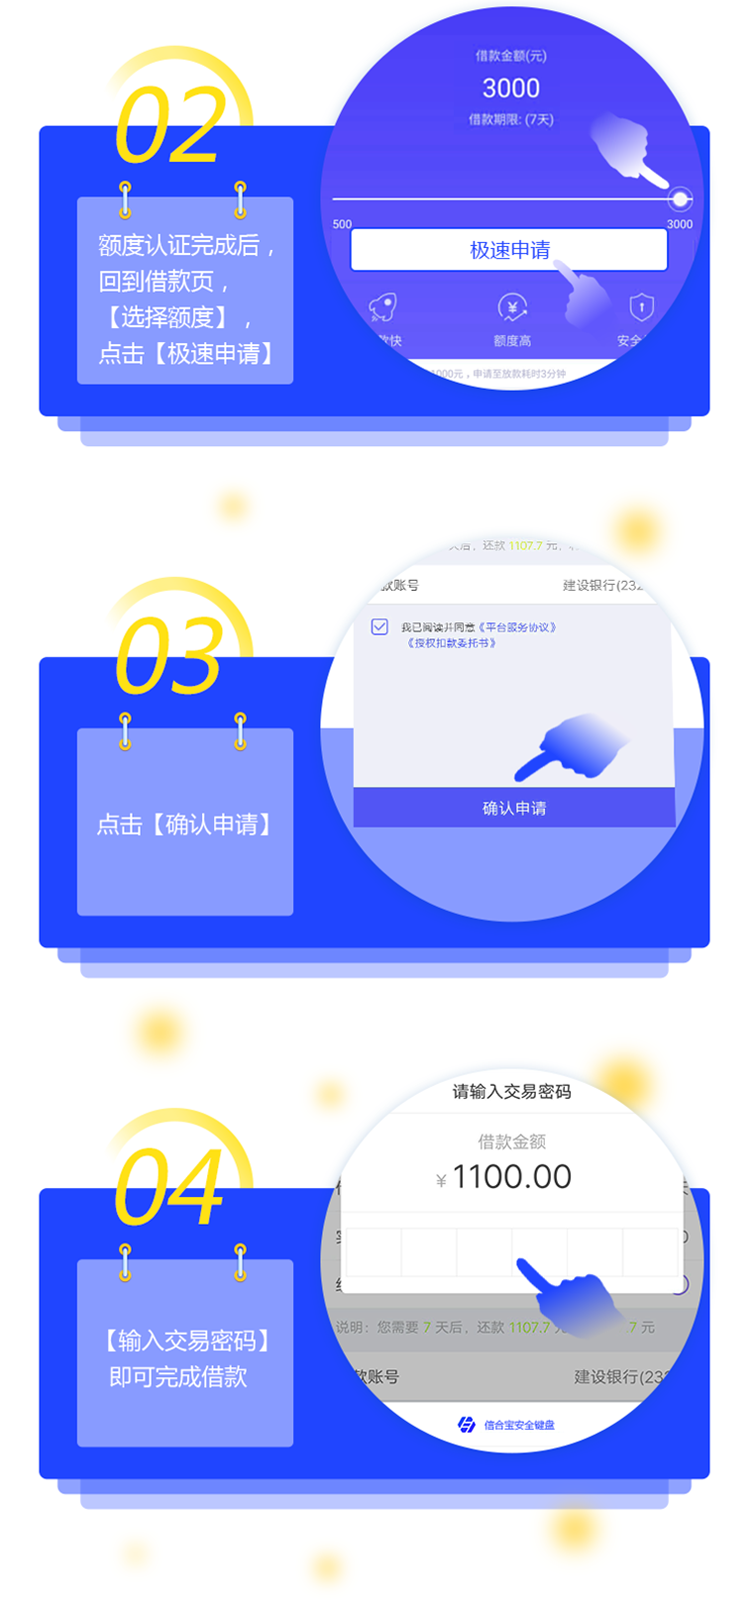 02
额度认证完成后，
回到借款页，
【选择额度】，
点击【极速申请】
借款金额(元)
3000
借款期限: (7天)
500
3000
极速申请
款快
额度高
安全
1000元，申请至放款耗时3分钟
03
点击【确认申请】
天后，还款 1107.7 元，
款账号
建设银行(232
我已阅读并同意《平台服务协议》
《授权扣款委托书》
确认申请
04
【输入交易密码】
即可完成借款
请输入交易密码
借款金额
¥ 1100.00
说明：您需要 7 天后，还款 1107.7
.7 元
款账号
建设银行(232
信合宝安全键盘